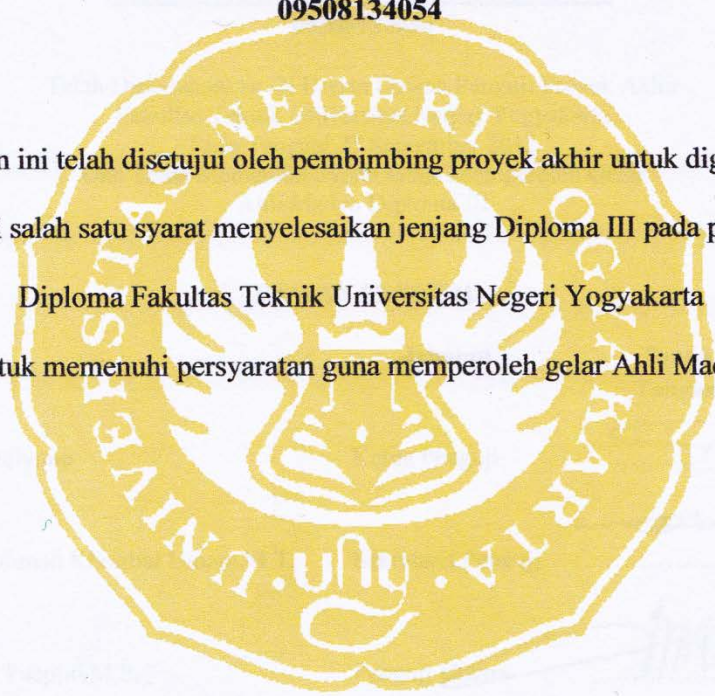 09508134054
n ini telah disetujui oleh pembimbing proyek akhir untuk dig
salah satu syarat menyelesaikan jenjang Diploma III pada p
Diploma Fakultas Teknik Universitas Negeri Yogyakarta
tuk memenuhi persyaratan guna memperoleh gelar Ahli Mad
UNIVERSITAS NEGERI YOGYAKARTA